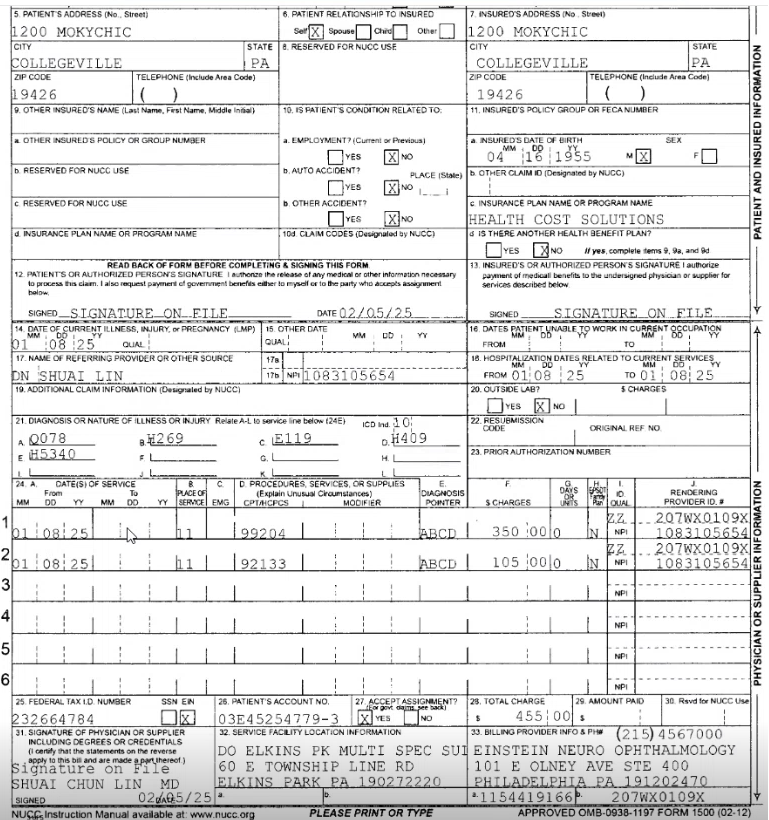 5. PATIENT'S ADDRESS (No., Street)
1200 MOKYCHIC
6. PATIENT RELATIONSHIP TO INSURED
Self X Spouse Child Other
7. INSURED'S ADDRESS (No., Street)
1200 MOKYCHIC
CITY
COLLEGEVILLE
STATE
PA
8. RESERVED FOR NUCC USE
CITY
COLLEGEVILLE
STATE
PA
ZIP CODE
19426
TELEPHONE (Include Area Code)
( )
ZIP CODE
19426
TELEPHONE (Include Area Code)
( )
9. OTHER INSURED'S NAME (Last Name, First Name, Middle Initial)
10. IS PATIENT'S CONDITION RELATED TO:
11. INSURED'S POLICY GROUP OR FECA NUMBER
a. OTHER INSURED'S POLICY OR GROUP NUMBER
a. EMPLOYMENT? (Current or Previous)
YES X NO
a. INSURED'S DATE OF BIRTH
MM DD YY
04 16 1955
SEX
M X F
b. RESERVED FOR NUCC USE
b. AUTO ACCIDENT?
PLACE (State)
YES X NO
b. OTHER CLAIM ID (Designated by NUCC)
c. RESERVED FOR NUCC USE
c. OTHER ACCIDENT?
YES X NO
c. INSURANCE PLAN NAME OR PROGRAM NAME
HEALTH COST SOLUTIONS
d. INSURANCE PLAN NAME OR PROGRAM NAME
10d. CLAIM CODES (Designated by NUCC)
d. IS THERE ANOTHER HEALTH BENEFIT PLAN?
YES X NO If yes, complete items 9, 9a, and 9d
READ BACK OF FORM BEFORE COMPLETING & SIGNING THIS FORM.
12. PATIENT'S OR AUTHORIZED PERSON'S SIGNATURE I authorize the release of any medical or other information necessary
to process this claim. I also request payment of government benefits either to myself or to the party who accepts assignment
below.
SIGNED SIGNATURE ON FILE DATE 02/05/25
13. INSURED'S OR AUTHORIZED PERSON'S SIGNATURE I authorize
payment of medical benefits to the undersigned physician or supplier for
services described below.
SIGNED SIGNATURE ON FILE
PATIENT AND INSURED INFORMATION
14. DATE OF CURRENT ILLNESS, INJURY, or PREGNANCY (LMP)
MM DD YY
01 08 25 QUAL
15. OTHER DATE
QUAL MM DD YY
16. DATES PATIENT UNABLE TO WORK IN CURRENT OCCUPATION
MM DD YY MM DD YY
FROM TO
17. NAME OF REFERRING PROVIDER OR OTHER SOURCE
DN SHUAI LIN
17a
17b NPI 1083105654
18. HOSPITALIZATION DATES RELATED TO CURRENT SERVICES
MM DD YY MM DD YY
FROM 01 08 25 TO 01 08 25
19. ADDITIONAL CLAIM INFORMATION (Designated by NUCC)
20. OUTSIDE LAB? $ CHARGES
YES X NO
21. DIAGNOSIS OR NATURE OF ILLNESS OR INJURY Relate A-L to service line below (24E)
ICD Ind. 10
A. Q078 B. H269 C. E119 D. H409
E. H5340 F. G. H.
I. J. K. L.
22. RESUBMISSION
CODE ORIGINAL REF. NO.
23. PRIOR AUTHORIZATION NUMBER
24. A. DATE(S) OF SERVICE
From To
MM DD YY MM DD YY
B.
PLACE OF
SERVICE
C.
EMG
D. PROCEDURES, SERVICES, OR SUPPLIES
(Explain Unusual Circumstances)
CPT/HCPCS MODIFIER
E.
DIAGNOSIS
POINTER
F.
$ CHARGES
G.
DAYS
OR
UNITS
H.
EPSDT
Family
Plan
I.
ID.
QUAL.
J.
RENDERING
PROVIDER ID. #
1
ZZ 207WX0109X
01 08 25 11 99204 ABCD 350 00 0 N NPI 1083105654
2
ZZ 207WX0109X
01 08 25 11 92133 ABCD 105 00 0 N NPI 1083105654
3
NPI
4
NPI
5
NPI
6
NPI
25. FEDERAL TAX I.D. NUMBER SSN EIN
232664784 X
26. PATIENT'S ACCOUNT NO.
03E45254779-3
27. ACCEPT ASSIGNMENT?
(For govt. claims, see back)
X YES NO
28. TOTAL CHARGE
$ 455 00
29. AMOUNT PAID
$
30. Rsvd for NUCC Use
31. SIGNATURE OF PHYSICIAN OR SUPPLIER
INCLUDING DEGREES OR CREDENTIALS
(I certify that the statements on the reverse
apply to this bill and are made a part thereof.)
Signature on File
SHUAI CHUN LIN MD
SIGNED 02/05/25 DATE
32. SERVICE FACILITY LOCATION INFORMATION
DO ELKINS PK MULTI SPEC SUI
60 E TOWNSHIP LINE RD
ELKINS PARK PA 190272220
a. b.
33. BILLING PROVIDER INFO & PH# (215) 4567000
EINSTEIN NEURO OPHTHALMOLOGY
101 E OLNEY AVE STE 400
PHILADELPHIA PA 191202470
a. 1154419166 b. 207WX0109X
PHYSICIAN OR SUPPLIER INFORMATION
NUCC Instruction Manual available at: www.nucc.org
PLEASE PRINT OR TYPE
APPROVED OMB-0938-1197 FORM 1500 (02-12)